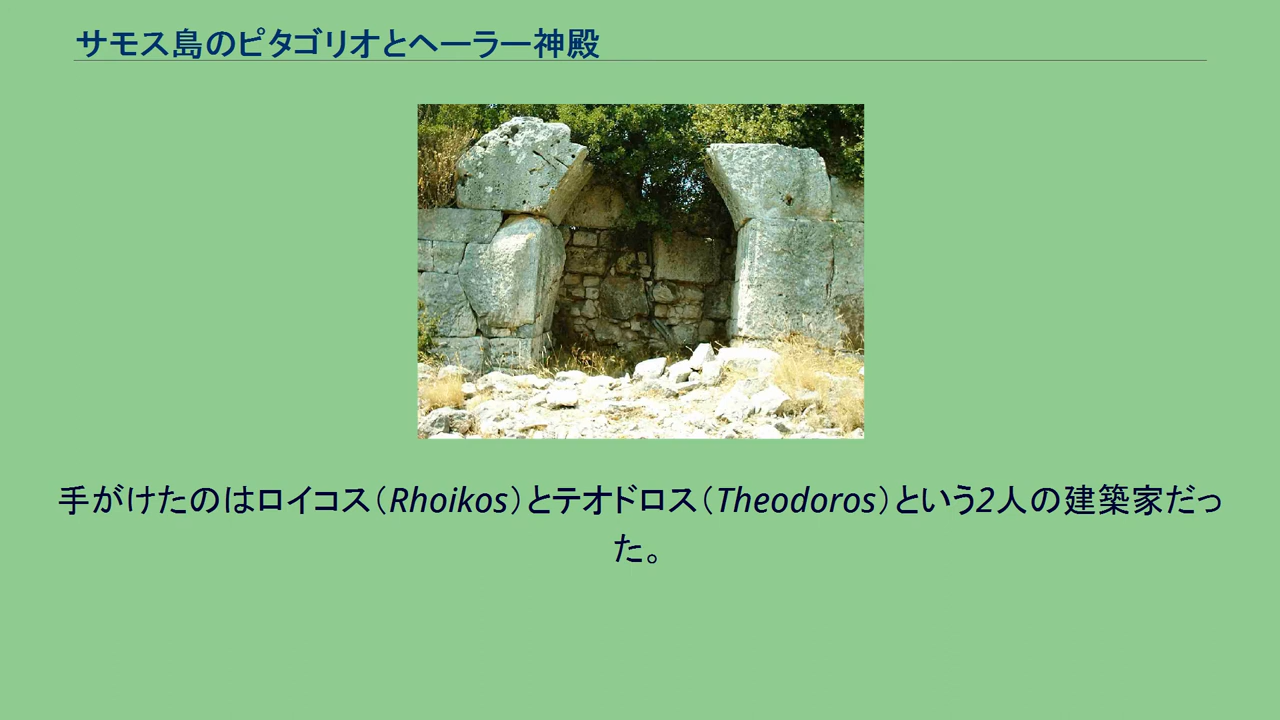 サモス島のピタゴリオとヘーラー神殿
手がけたのはロイコス（Rhoikos）とテオドロス（Theodoros）という2人の建築家だっ
た。